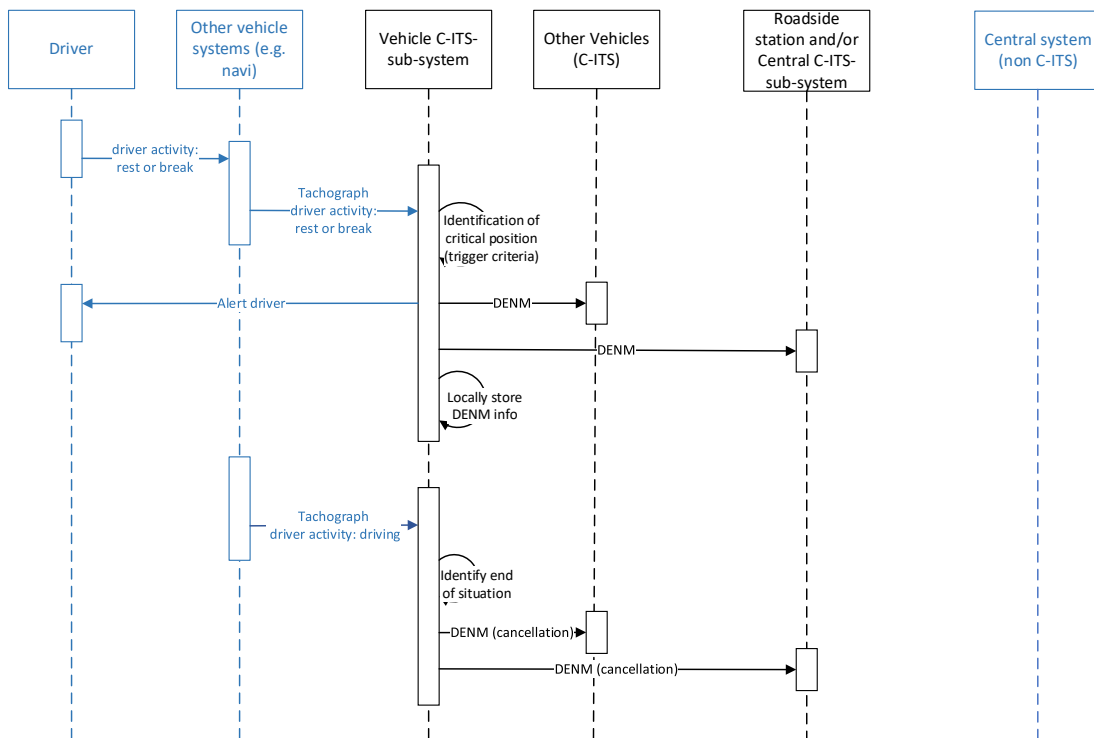 Driver
Other vehicle
systems (e.g.
navi)
Vehicle C-ITS-
sub-system
Other Vehicles
(C-ITS)
Roadside
station and/or
Central C-ITS-
sub-system
Central system
(non C-ITS)
driver activity:
rest or break
Tachograph
driver activity:
rest or break
Identification of
critical position
(trigger criteria)
Alert driver
DENM
DENM
Locally store
DENM info
Tachograph
driver activity: driving
Identify end
of situation
DENM (cancellation)
DENM (cancellation)